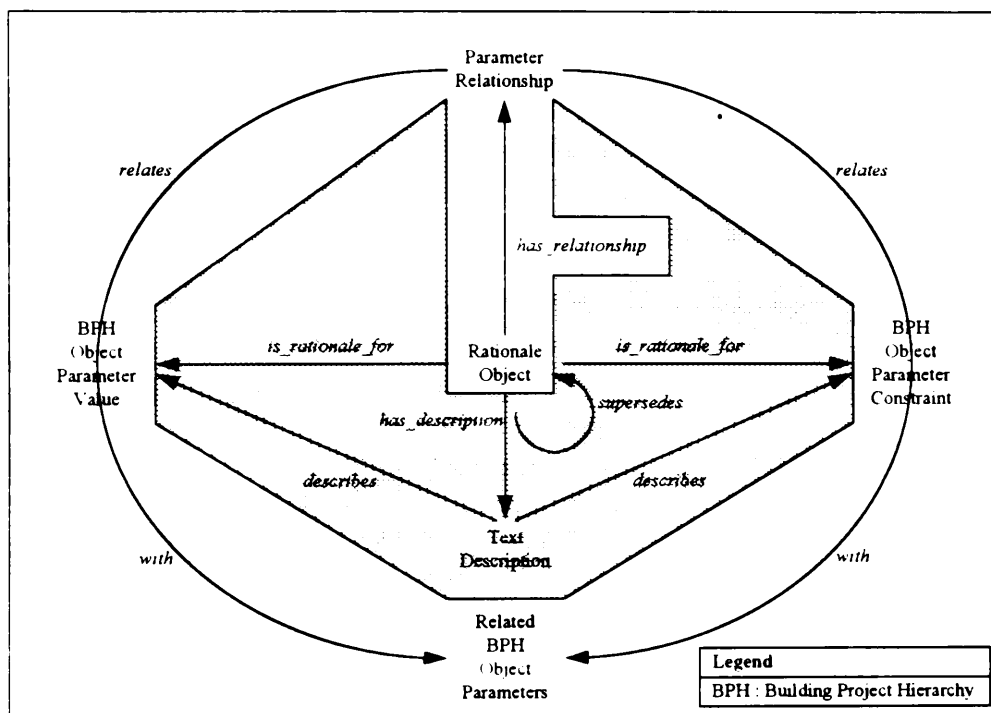 Parameter
Relationship
relates
relates
has_relationship
BPH
Object
Parameter
Value
is_rationale_for
Rationale
Object
is_rationale_for
BPH
Object
Parameter
Constraint
has_description
supersedes
describes
describes
Text
Description
with
with
Related
BPH
Object
Parameters
Legend
BPH : Building Project Hierarchy